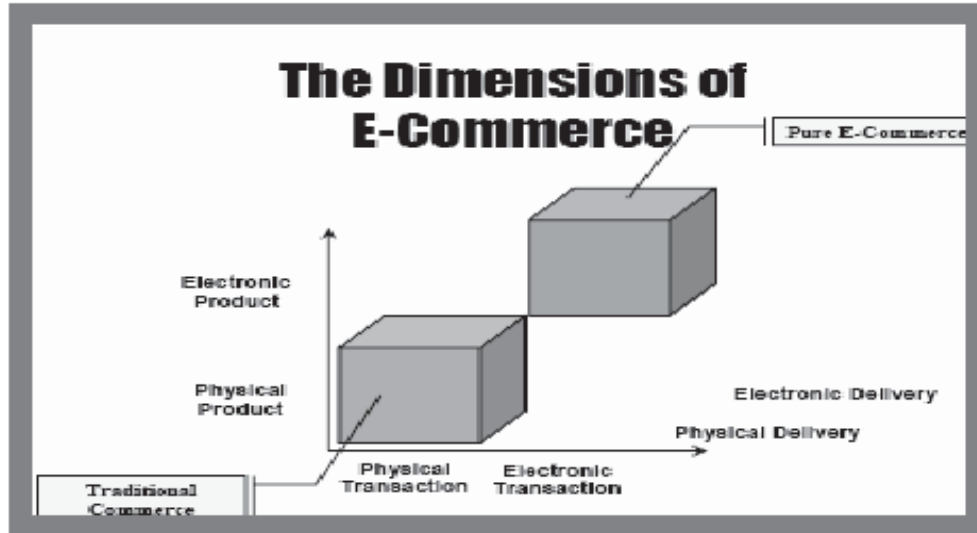 The Dimensions of
E-Commerce
Pure E-Commerce
Electronic
Product
Physical
Product
Electronic Delivery
Physical Delivery
Physical
Transaction
Electronic
Transaction
Traditional
Commerce